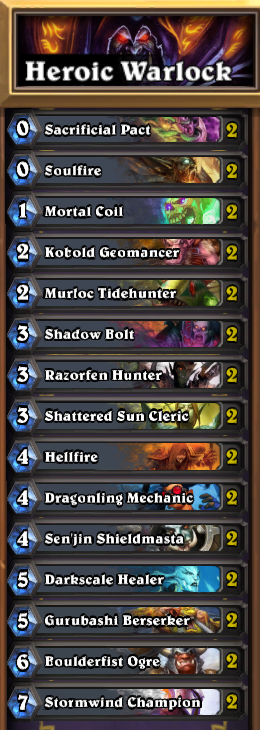 Heroic Warlock
0 Sacrificial Pact 2
0 Soulfire 2
1 Mortal Coil 2
2 Kobold Geomancer 2
2 Murloc Tidehunter 2
3 Shadow Bolt 2
3 Razorfen Hunter 2
3 Shattered Sun Cleric 2
4 Hellfire 2
4 Dragonling Mechanic 2
4 Sen'jin Shieldmasta 2
5 Darkscale Healer 2
5 Gurubashi Berserker 2
6 Boulderfist Ogre 2
7 Stormwind Champion 2